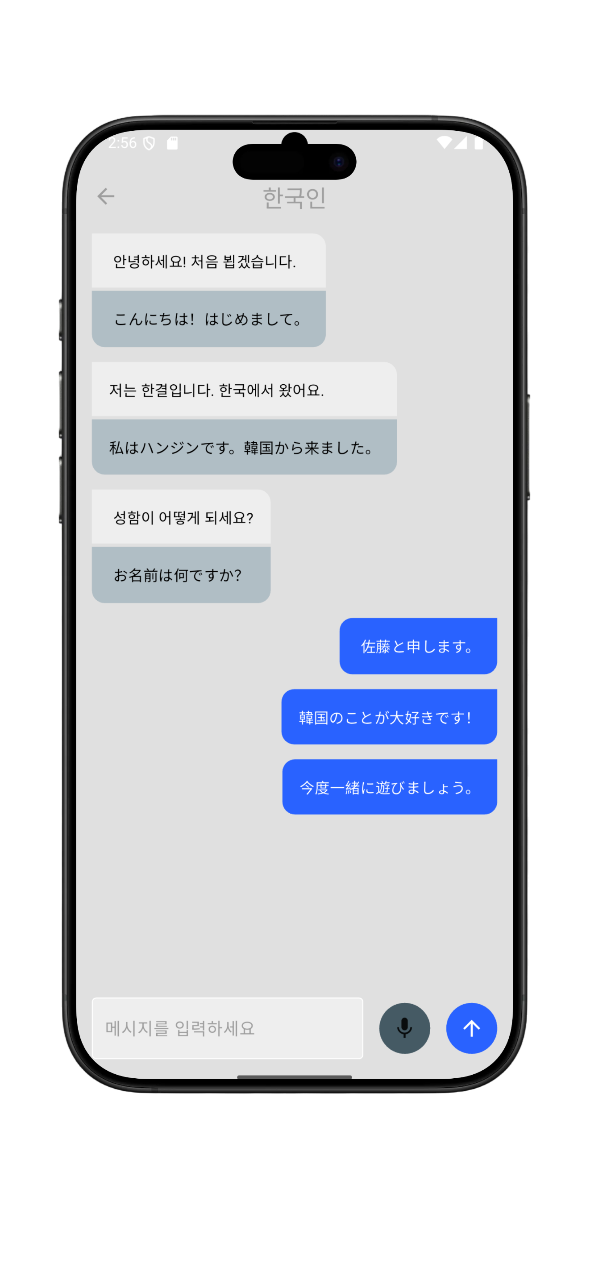 2:56
한국인
안녕하세요! 처음 뵙겠습니다.
こんにちは！はじめまして。
저는 한결입니다. 한국에서 왔어요.
私はハンジンです。韓国から来ました。
성함이 어떻게 되세요?
お名前は何ですか？
佐藤と申します。
韓国のことが大好きです！
今度一緒に遊びましょう。
메시지를 입력하세요